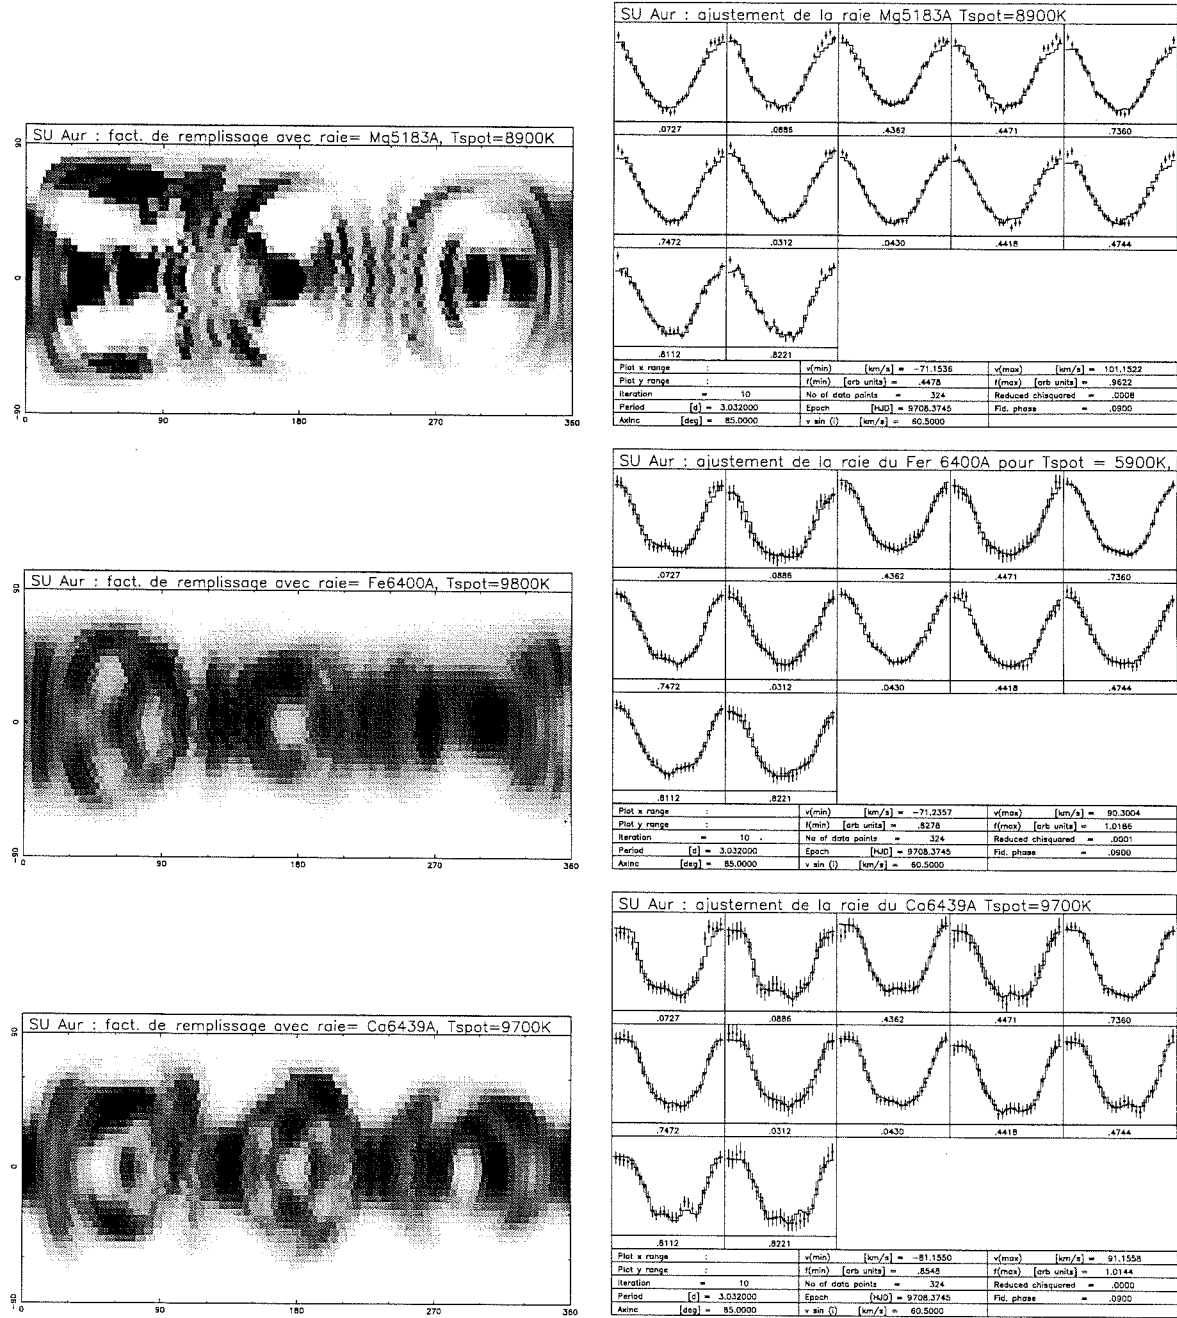 SU Aur : ajustement de la raie Mg5183A Tspot=8900K
.0727 .0886 .4362 .4471 .7360
.7472 .0312 .0430 .4418 .4744
.8112 .8221
Plot x range : v(min) [km/s] = -71.1536 v(max) [km/s] = 101.1522
Plot y range : f(min) [arb units] = .4478 f(max) [arb units] = .9622
Iteration = 10 No of data points = 324 Reduced chisquared = .0008
Period [d] = 3.032000 Epoch [HJD] = 9708.3745 Fid. phase = .0900
AxInc [deg] = 85.0000 v sin (i) [km/s] = 60.5000
SU Aur : fact. de remplissage avec raie= Mg5183A, Tspot=8900K
90
0
-90
0 90 180 270 360
SU Aur : ajustement de la raie du Fer 6400A pour Tspot = 5900K,
.0727 .0886 .4362 .4471 .7360
.7472 .0312 .0430 .4418 .4744
.8112 .8221
Plot x range : v(min) [km/s] = -71.2357 v(max) [km/s] = 90.3004
Plot y range : f(min) [arb units] = .8278 f(max) [arb units] = 1.0186
Iteration = 10 No of data points = 324 Reduced chisquared = .0001
Period [d] = 3.032000 Epoch [HJD] = 9708.3745 Fid. phase = .0900
AxInc [deg] = 85.0000 v sin (i) [km/s] = 60.5000
SU Aur : fact. de remplissage avec raie= Fe6400A, Tspot=9800K
90
0
-90
0 90 180 270 360
SU Aur : ajustement de la raie du Ca6439A Tspot=9700K
.0727 .0886 .4362 .4471 .7360
.7472 .0312 .0430 .4418 .4744
.8112 .8221
Plot x range : v(min) [km/s] = -81.1550 v(max) [km/s] = 91.1558
Plot y range : f(min) [arb units] = .8548 f(max) [arb units] = 1.0144
Iteration = 10 No of data points = 324 Reduced chisquared = .0000
Period [d] = 3.032000 Epoch [HJD] = 9708.3745 Fid. phase = .0900
AxInc [deg] = 85.0000 v sin (i) [km/s] = 60.5000
SU Aur : fact. de remplissage avec raie= Ca6439A, Tspot=9700K
90
0
-90
0 90 180 270 360